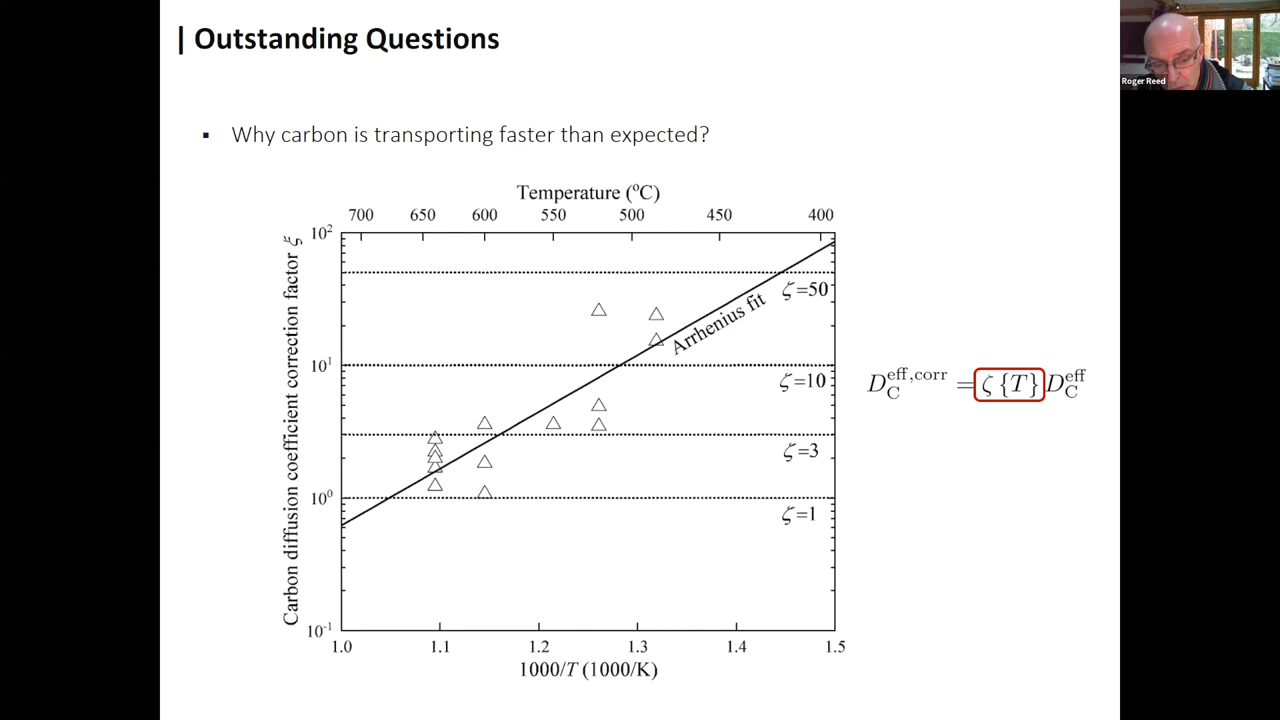 | Outstanding Questions
Roger Reed
▪ Why carbon is transporting faster than expected?
Temperature (°C)
700 650 600 550 500 450 400
Carbon diffusion coefficient correction factor ξ
10²
10¹
10⁰
10⁻¹
ζ=50
Arrhenius fit
ζ=10
ζ=3
ζ=1
D_C^{eff,corr} = ζ {T} D_C^{eff}
1.0 1.1 1.2 1.3 1.4 1.5
1000/T (1000/K)